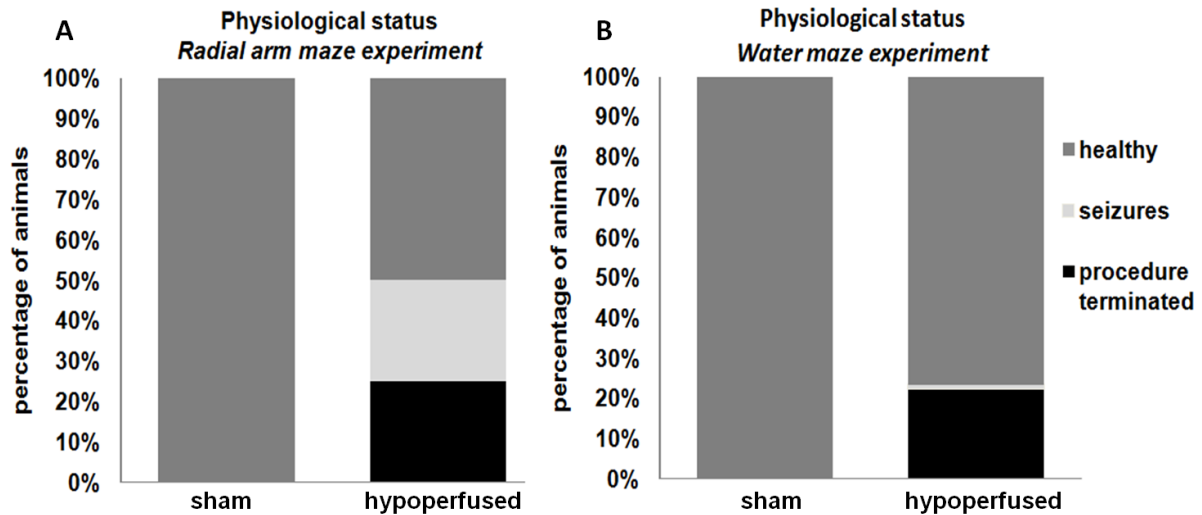 A
Physiological status
Radial arm maze experiment
percentage of animals
100%
90%
80%
70%
60%
50%
40%
30%
20%
10%
0%
sham
hypoperfused
B
Physiological status
Water maze experiment
percentage of animals
100%
90%
80%
70%
60%
50%
40%
30%
20%
10%
0%
sham
hypoperfused
healthy
seizures
procedure
terminated